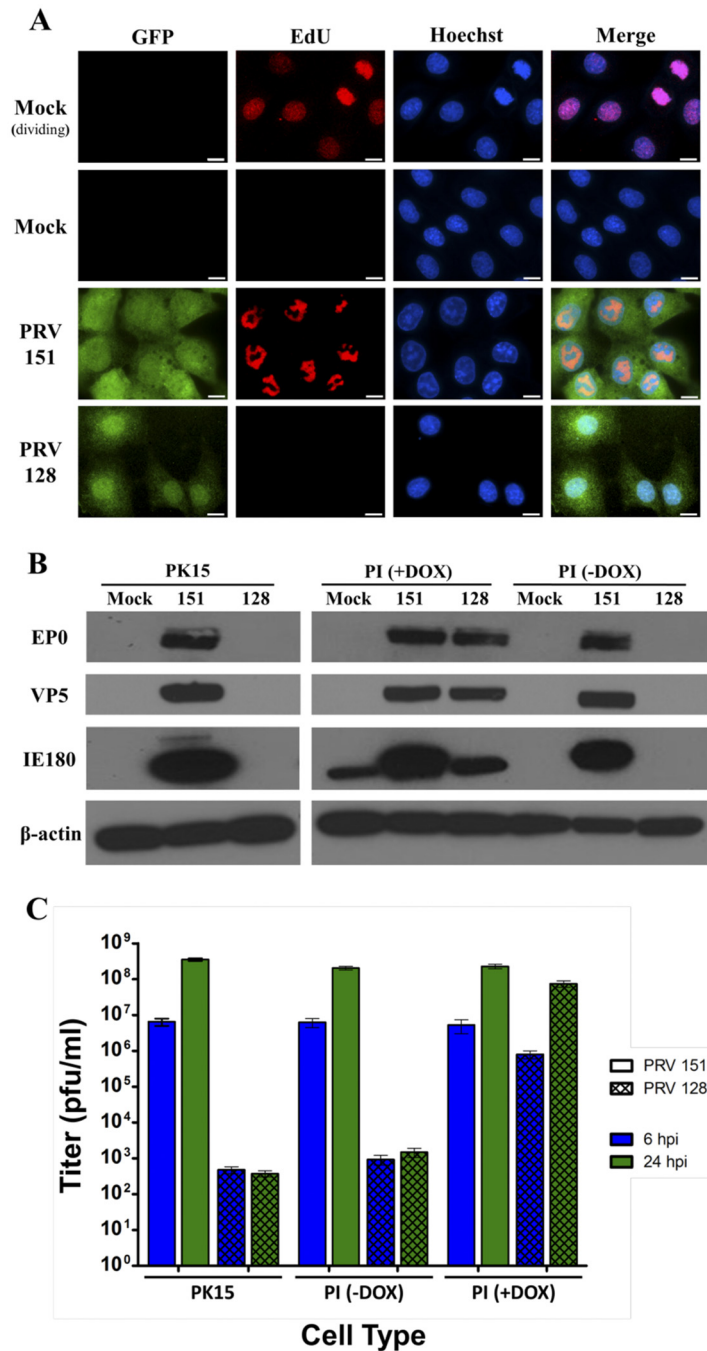 A
GFP EdU Hoechst Merge
Mock
(dividing)
Mock
PRV
151
PRV
128
B
PK15 PI (+DOX) PI (-DOX)
Mock 151 128 Mock 151 128 Mock 151 128
EP0
VP5
IE180
β-actin
C
Titer (pfu/ml)
10⁹
10⁸
10⁷
10⁶
10⁵
10⁴
10³
10²
10¹
10⁰
PRV 151
PRV 128
6 hpi
24 hpi
PK15 PI (-DOX) PI (+DOX)
Cell Type